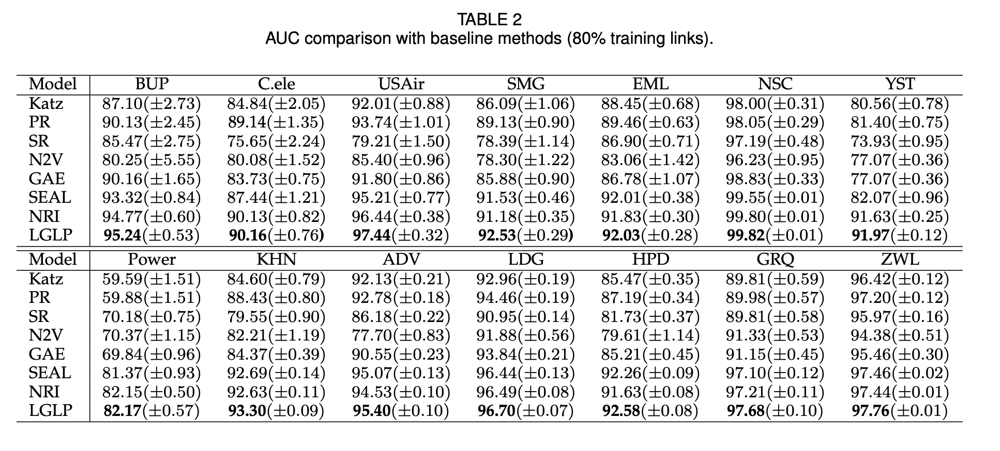 TABLE 2
AUC comparison with baseline methods (80% training links).
Model BUP C.ele USAir SMG EML NSC YST
Katz 87.10(±2.73) 84.84(±2.05) 92.01(±0.88) 86.09(±1.06) 88.45(±0.68) 98.00(±0.31) 80.56(±0.78)
PR 90.13(±2.45) 89.14(±1.35) 93.74(±1.01) 89.13(±0.90) 89.46(±0.63) 98.05(±0.29) 81.40(±0.75)
SR 85.47(±2.75) 75.65(±2.24) 79.21(±1.50) 78.39(±1.14) 86.90(±0.71) 97.19(±0.48) 73.93(±0.95)
N2V 80.25(±5.55) 80.08(±1.52) 85.40(±0.96) 78.30(±1.22) 83.06(±1.42) 96.23(±0.95) 77.07(±0.36)
GAE 90.16(±1.65) 83.73(±0.75) 91.80(±0.86) 85.88(±0.90) 86.78(±1.07) 98.83(±0.33) 77.07(±0.36)
SEAL 93.32(±0.84) 87.44(±1.21) 95.21(±0.77) 91.53(±0.46) 92.01(±0.38) 99.55(±0.01) 82.07(±0.96)
NRI 94.77(±0.60) 90.13(±0.82) 96.44(±0.38) 91.18(±0.35) 91.83(±0.30) 99.80(±0.01) 91.63(±0.25)
LGLP 95.24(±0.53) 90.16(±0.76) 97.44(±0.32) 92.53(±0.29) 92.03(±0.28) 99.82(±0.01) 91.97(±0.12)
Model Power KHN ADV LDG HPD GRQ ZWL
Katz 59.59(±1.51) 84.60(±0.79) 92.13(±0.21) 92.96(±0.19) 85.47(±0.35) 89.81(±0.59) 96.42(±0.12)
PR 59.88(±1.51) 88.43(±0.80) 92.78(±0.18) 94.46(±0.19) 87.19(±0.34) 89.98(±0.57) 97.20(±0.12)
SR 70.18(±0.75) 79.55(±0.90) 86.18(±0.22) 90.95(±0.14) 81.73(±0.37) 89.81(±0.58) 95.97(±0.16)
N2V 70.37(±1.15) 82.21(±1.19) 77.70(±0.83) 91.88(±0.56) 79.61(±1.14) 91.33(±0.53) 94.38(±0.51)
GAE 69.84(±0.96) 84.37(±0.39) 90.55(±0.23) 93.84(±0.21) 85.21(±0.45) 91.15(±0.45) 95.46(±0.30)
SEAL 81.37(±0.93) 92.69(±0.14) 95.07(±0.13) 96.44(±0.13) 92.26(±0.09) 97.10(±0.12) 97.46(±0.02)
NRI 82.15(±0.50) 92.63(±0.11) 94.53(±0.10) 96.49(±0.08) 91.63(±0.08) 97.21(±0.11) 97.44(±0.01)
LGLP 82.17(±0.57) 93.30(±0.09) 95.40(±0.10) 96.70(±0.07) 92.58(±0.08) 97.68(±0.10) 97.76(±0.01)